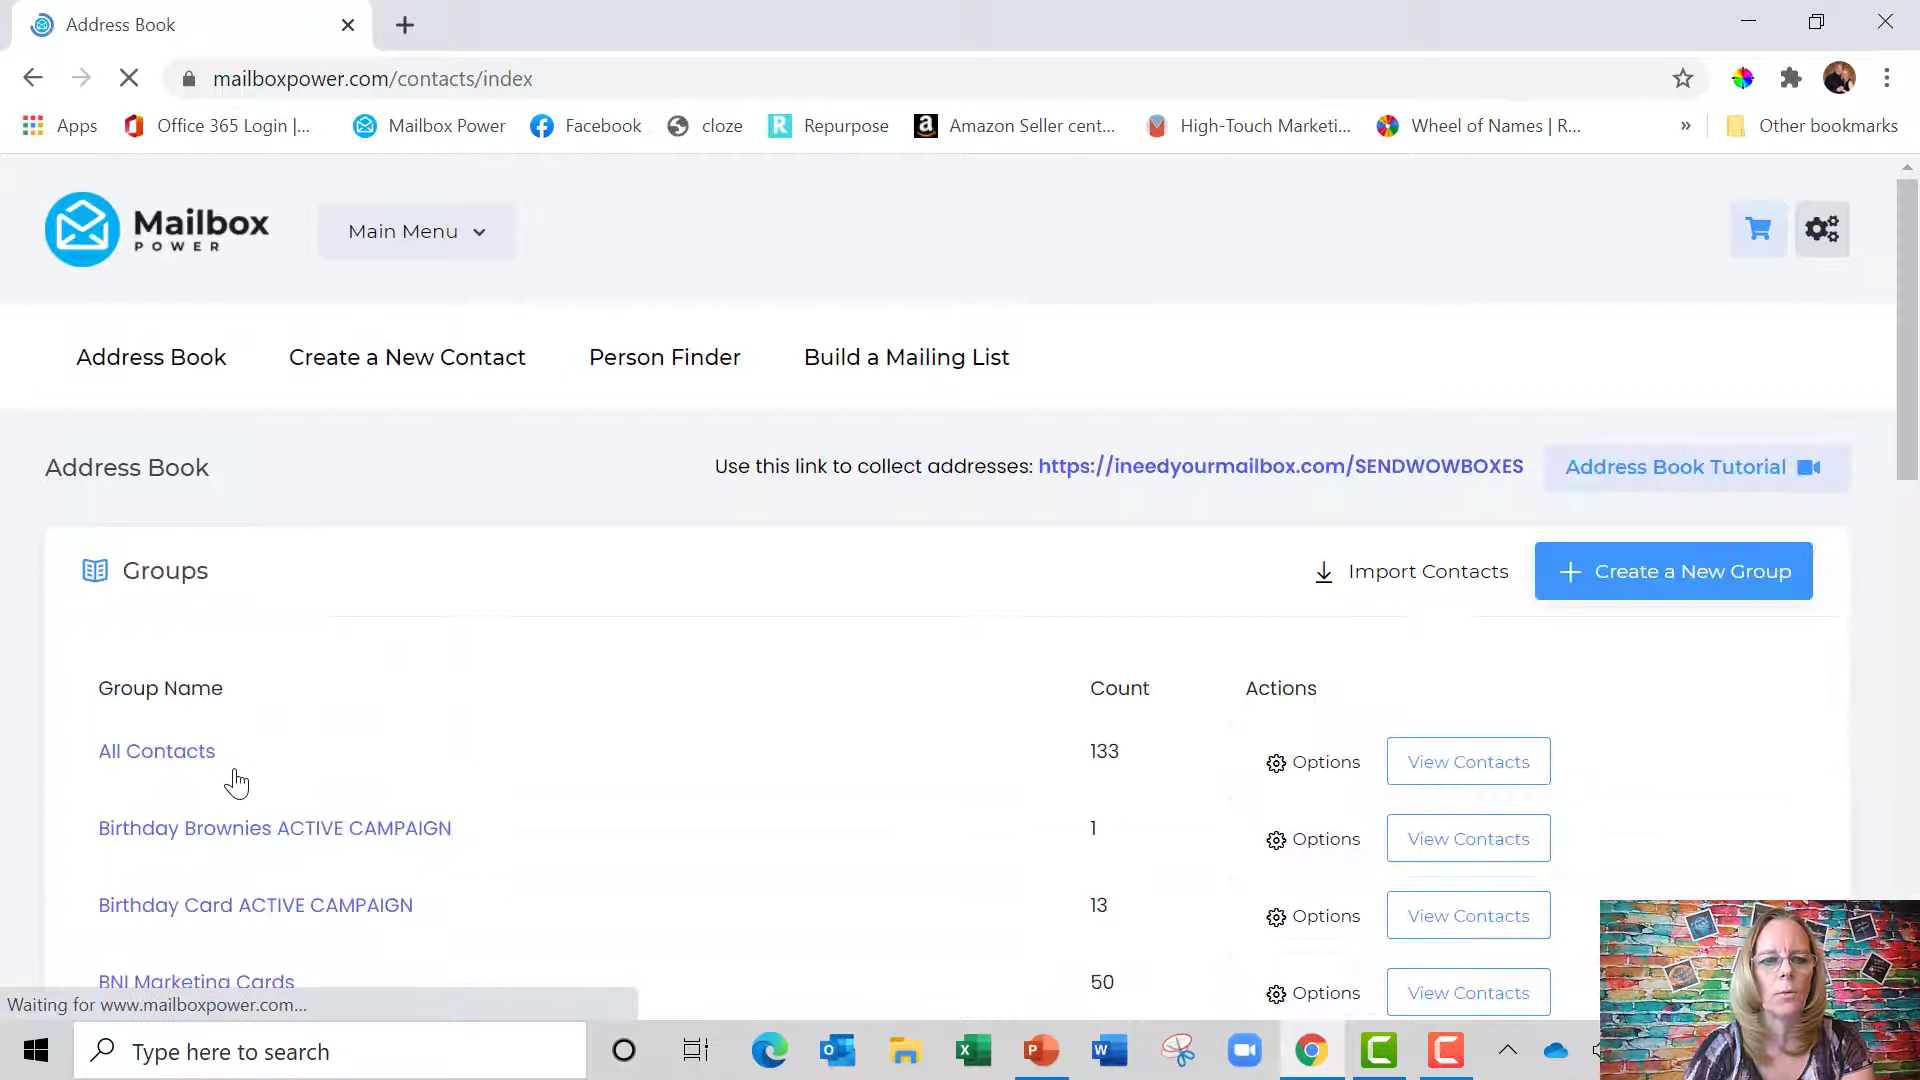 Address Book
mailboxpower.com/contacts/index
Apps
Office 365 Login |...
Mailbox Power
Facebook
cloze
Repurpose
Amazon Seller cent...
High-Touch Marketi...
Wheel of Names | R...
»
Other bookmarks
Mailbox
POWER
Main Menu
Address Book
Create a New Contact
Person Finder
Build a Mailing List
Address Book
Use this link to collect addresses: https://ineedyourmailbox.com/SENDWOWBOXES
Address Book Tutorial
Groups
Import Contacts
Create a New Group
Group Name
Count
Actions
All Contacts
133
Options
View Contacts
Birthday Brownies ACTIVE CAMPAIGN
1
Options
View Contacts
Birthday Card ACTIVE CAMPAIGN
13
Options
View Contacts
BNI Marketing Cards
50
Options
View Contacts
Waiting for www.mailboxpower.com...
Type here to search